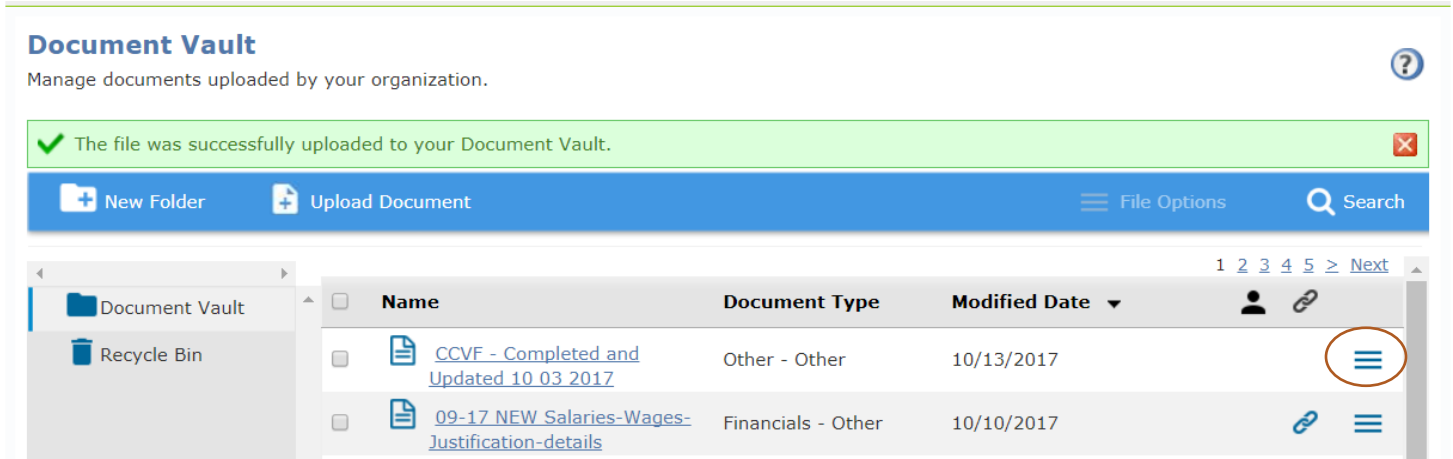 Document Vault
Manage documents uploaded by your organization.
?
The file was successfully uploaded to your Document Vault.
New Folder
Upload Document
File Options
Search
1 2 3 4 5 > Next
Document Vault
Recycle Bin
Name
Document Type
Modified Date
CCVF - Completed and
Updated 10 03 2017
Other - Other
10/13/2017
09-17 NEW Salaries-Wages-
Justification-details
Financials - Other
10/10/2017